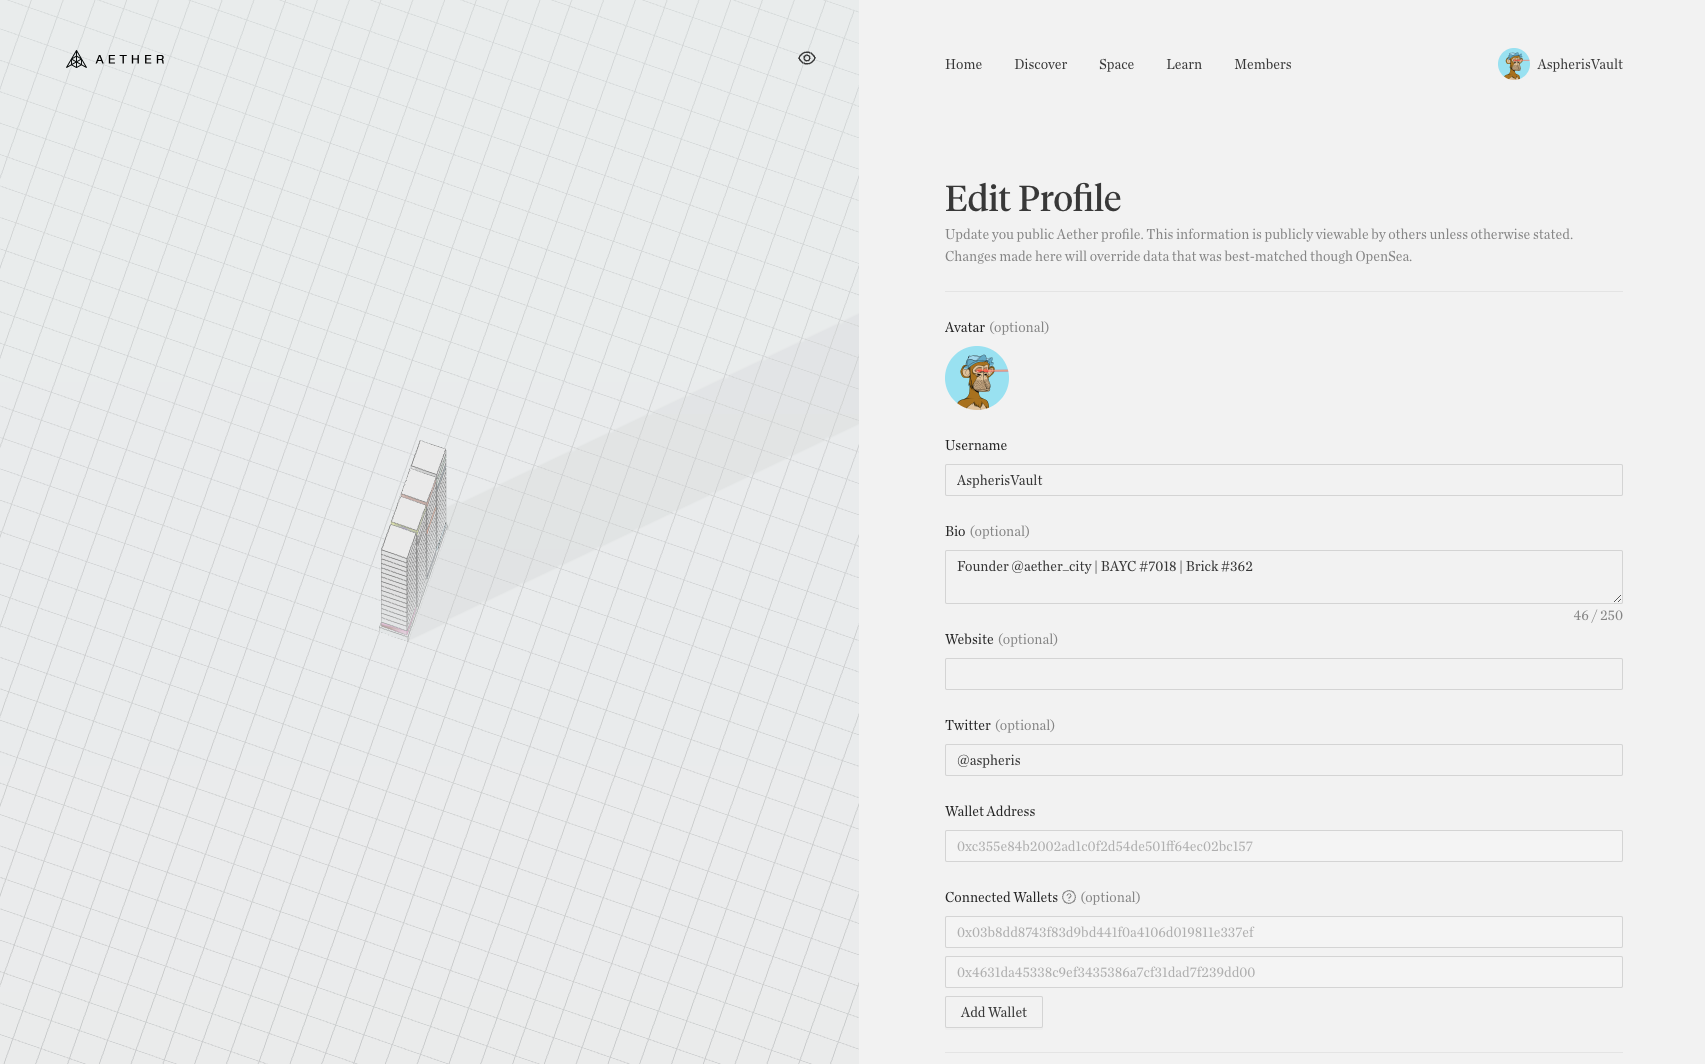 AETHER
Home Discover Space Learn Members AspherisVault
Edit Profile
Update you public Aether profile. This information is publicly viewable by others unless otherwise stated.
Changes made here will override data that was best-matched though OpenSea.
Avatar (optional)
Username
AspherisVault
Bio (optional)
Founder @aether_city | BAYC #7018 | Brick #362
46 / 250
Website (optional)
Twitter (optional)
@aspheris
Wallet Address
0xc355e84b2002ad1c0f2d54de501ff64ec02bc157
Connected Wallets ? (optional)
0x03b8dd8743f83d9bd441f0a4106d019811e337ef
0x4631da45338c9ef3435386a7cf31dad7f239dd00
Add Wallet